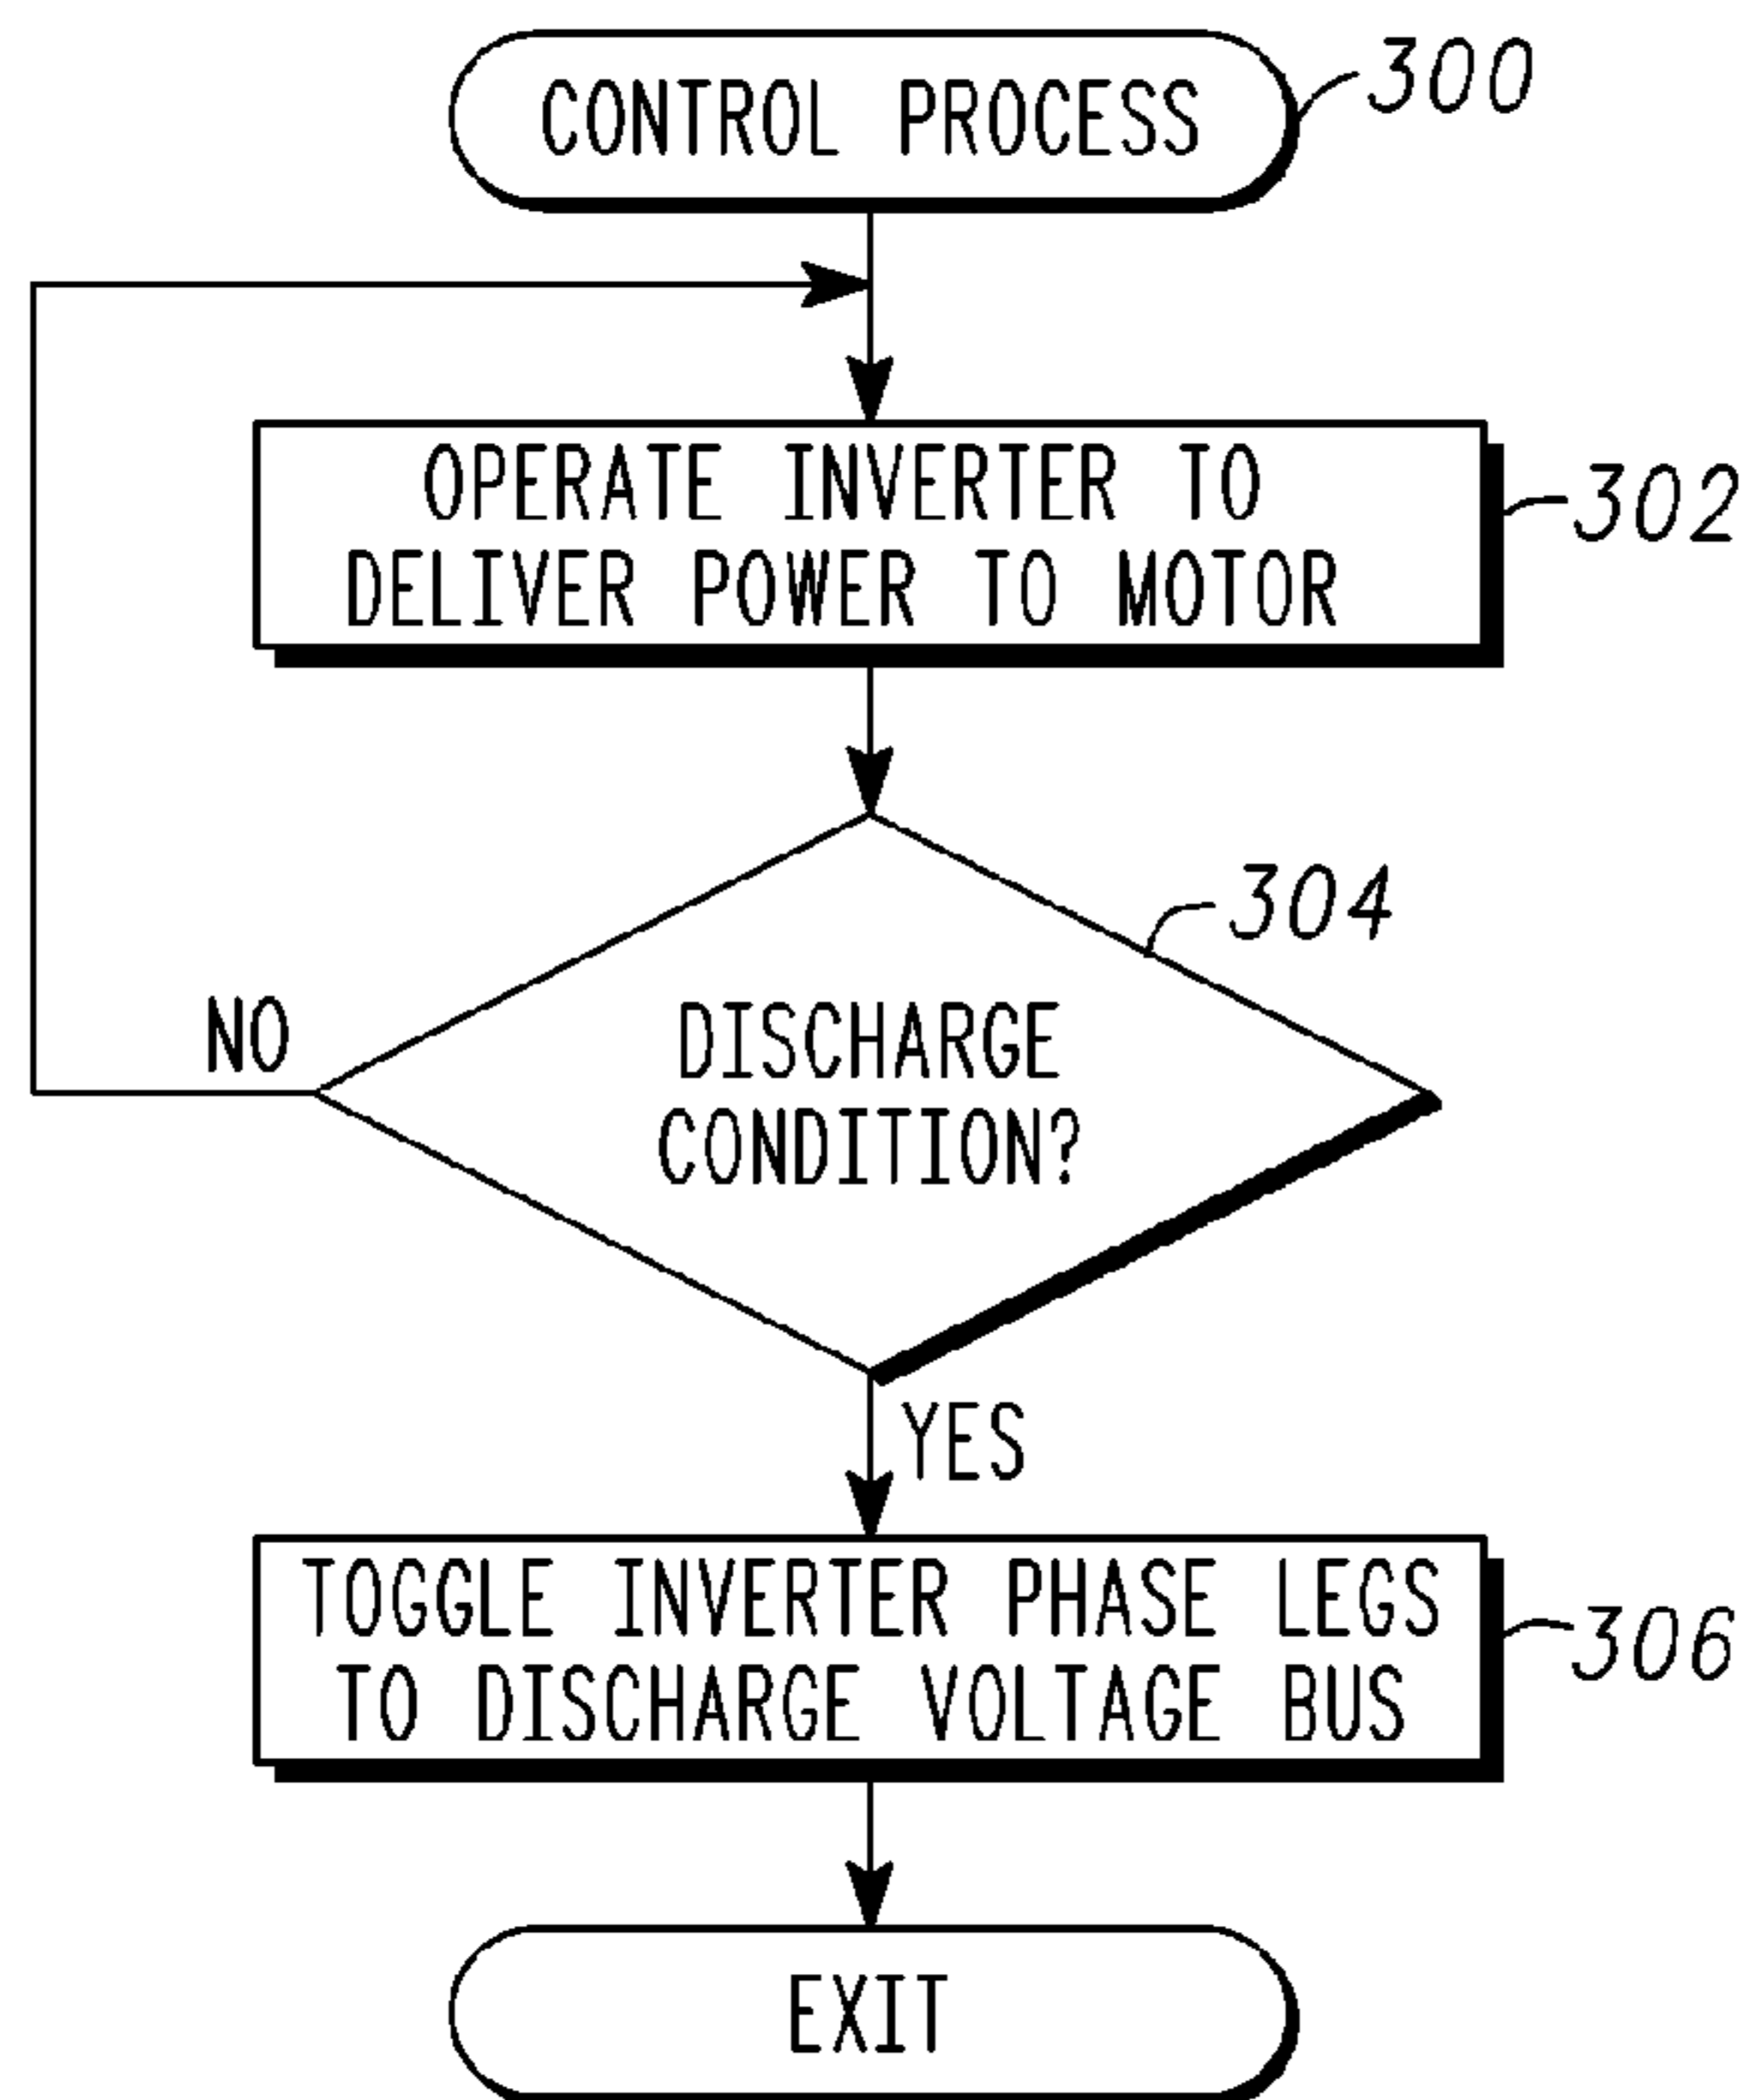 CONTROL PROCESS
300
OPERATE INVERTER TO
DELIVER POWER TO MOTOR
302
304
NO
DISCHARGE
CONDITION?
YES
TOGGLE INVERTER PHASE LEGS
TO DISCHARGE VOLTAGE BUS
306
EXIT